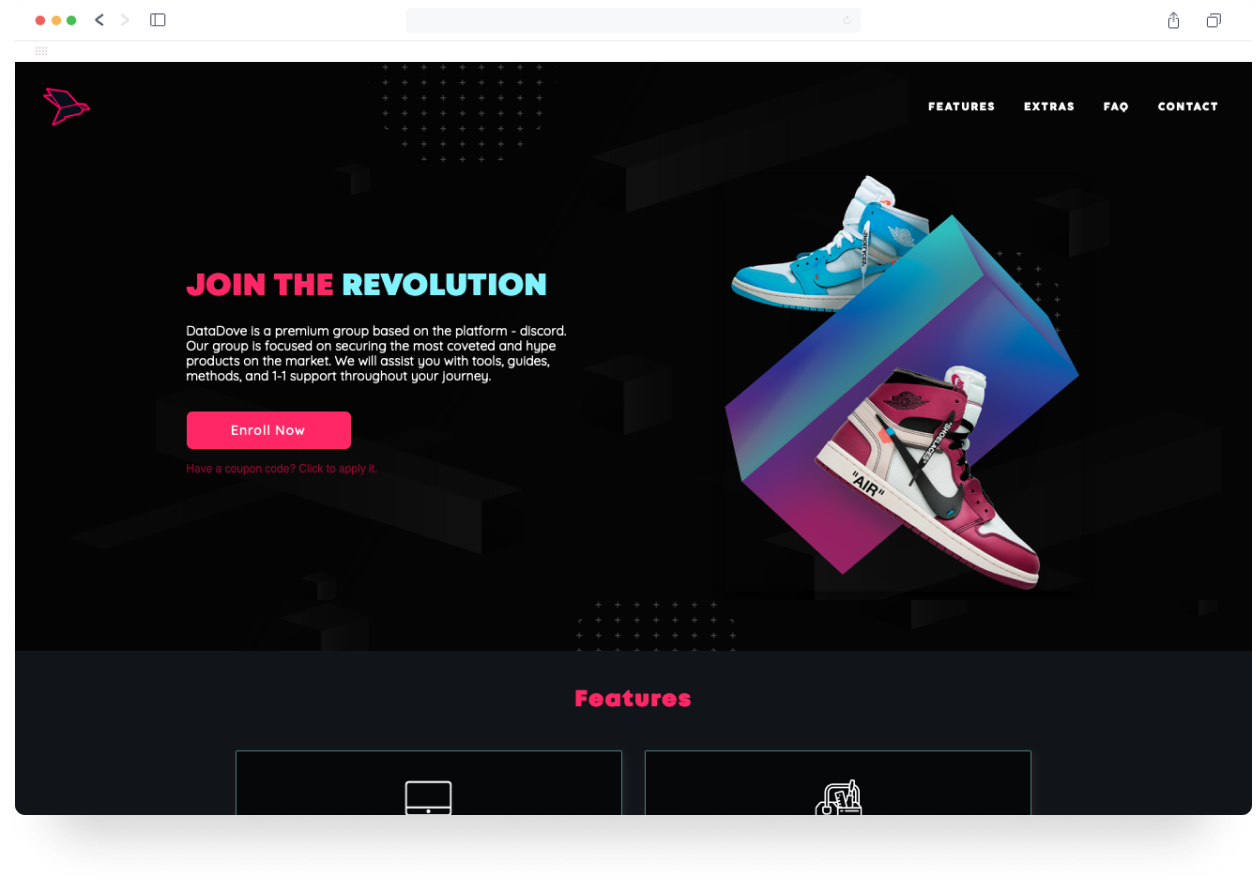 FEATURES EXTRAS FAQ CONTACT
JOIN THE REVOLUTION
DataDove is a premium group based on the platform - discord.
Our group is focused on securing the most coveted and hype
products on the market. We will assist you with tools, guides,
methods, and 1-1 support throughout your journey.
Enroll Now
Have a coupon code? Click to apply it.
"SHOELACES"
"SHOELACES"
"AIR"
Features